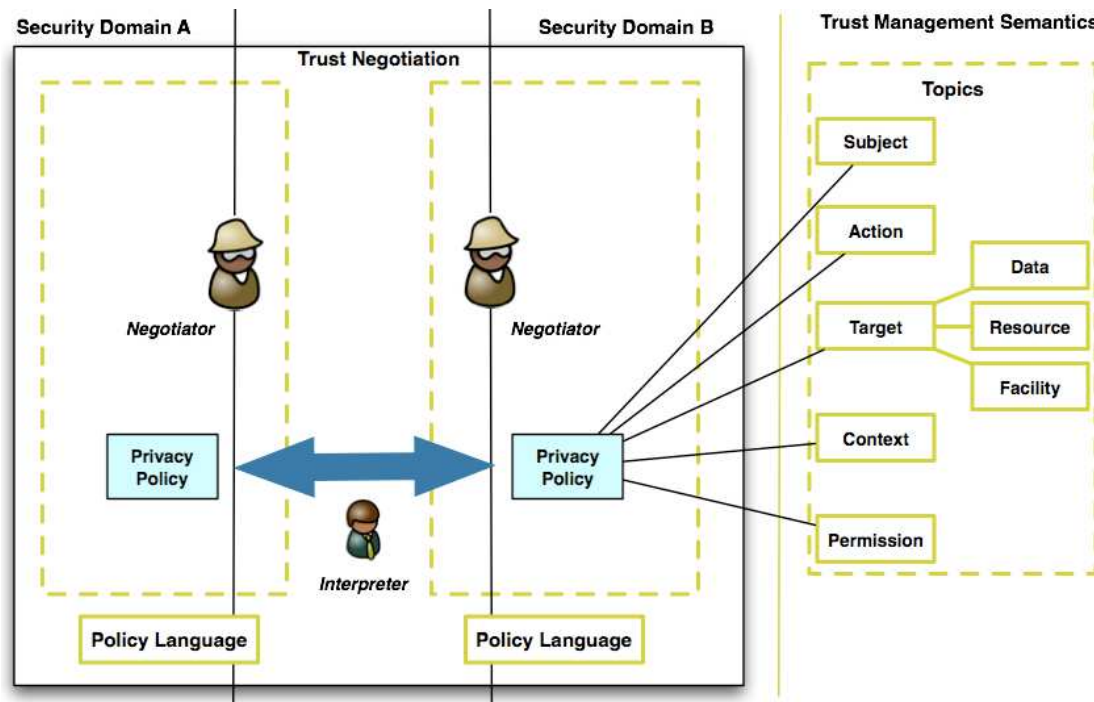 Security Domain A
Security Domain B
Trust Management Semantics
Trust Negotiation
Topics
Subject
Action
Data
Negotiator
Negotiator
Target
Resource
Facility
Privacy
Policy
Privacy
Policy
Context
Permission
Interpreter
Policy Language
Policy Language